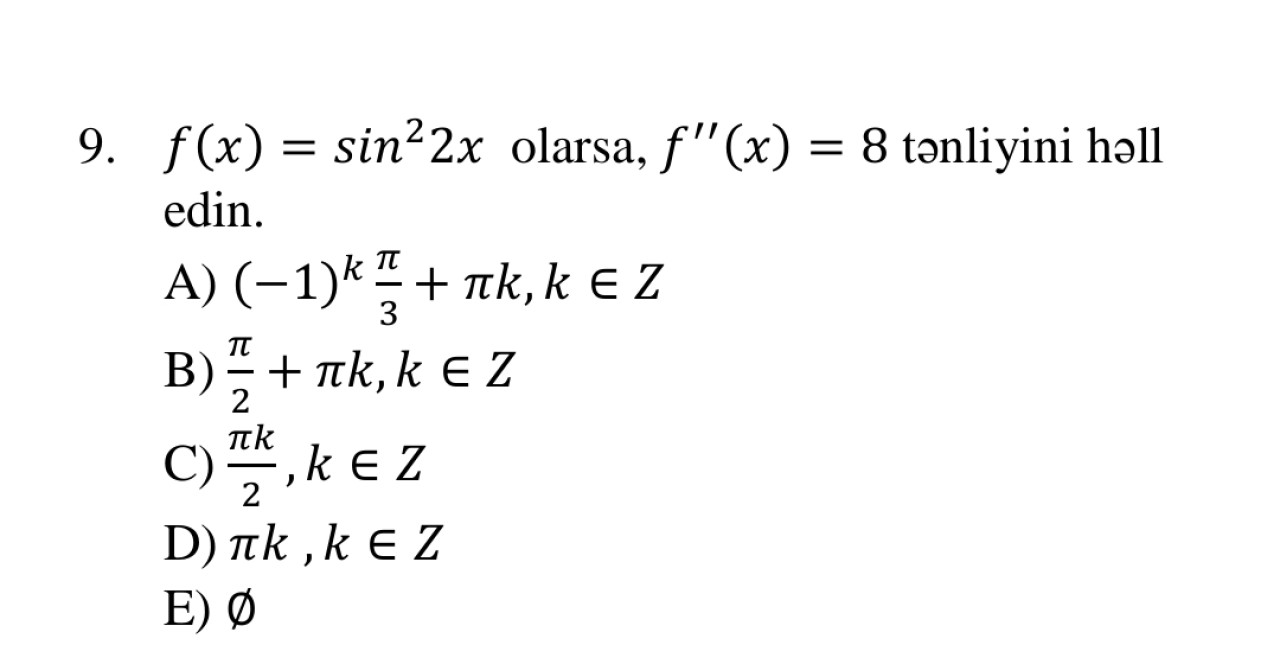 9. f(x) = sin²2x olarsa, f''(x) = 8 tənliyini həll
edin.
A) (−1)^k π/3 + πk, k ∈ Z
B) π/2 + πk, k ∈ Z
C) πk/2, k ∈ Z
D) πk , k ∈ Z
E) ∅